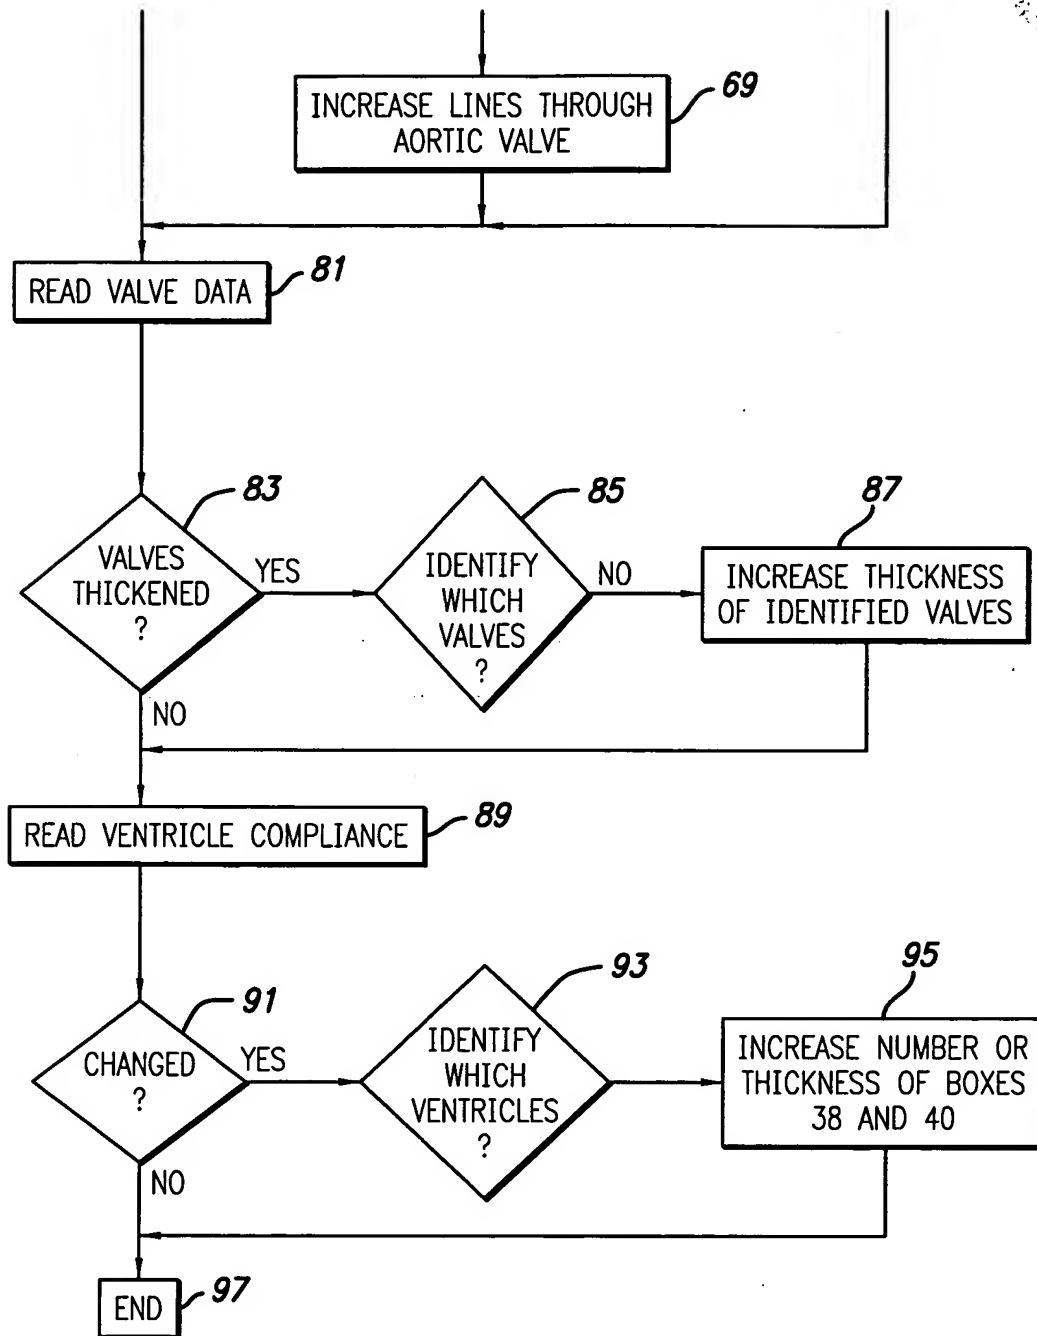 INCREASE LINES THROUGH
AORTIC VALVE
69
READ VALVE DATA
81
83
VALVES
THICKENED
?
YES
85
IDENTIFY
WHICH
VALVES
?
NO
87
INCREASE THICKNESS
OF IDENTIFIED VALVES
NO
READ VENTRICLE COMPLIANCE
89
91
CHANGED
?
YES
93
IDENTIFY
WHICH
VENTRICLES
?
95
INCREASE NUMBER OR
THICKNESS OF BOXES
38 AND 40
NO
END
97